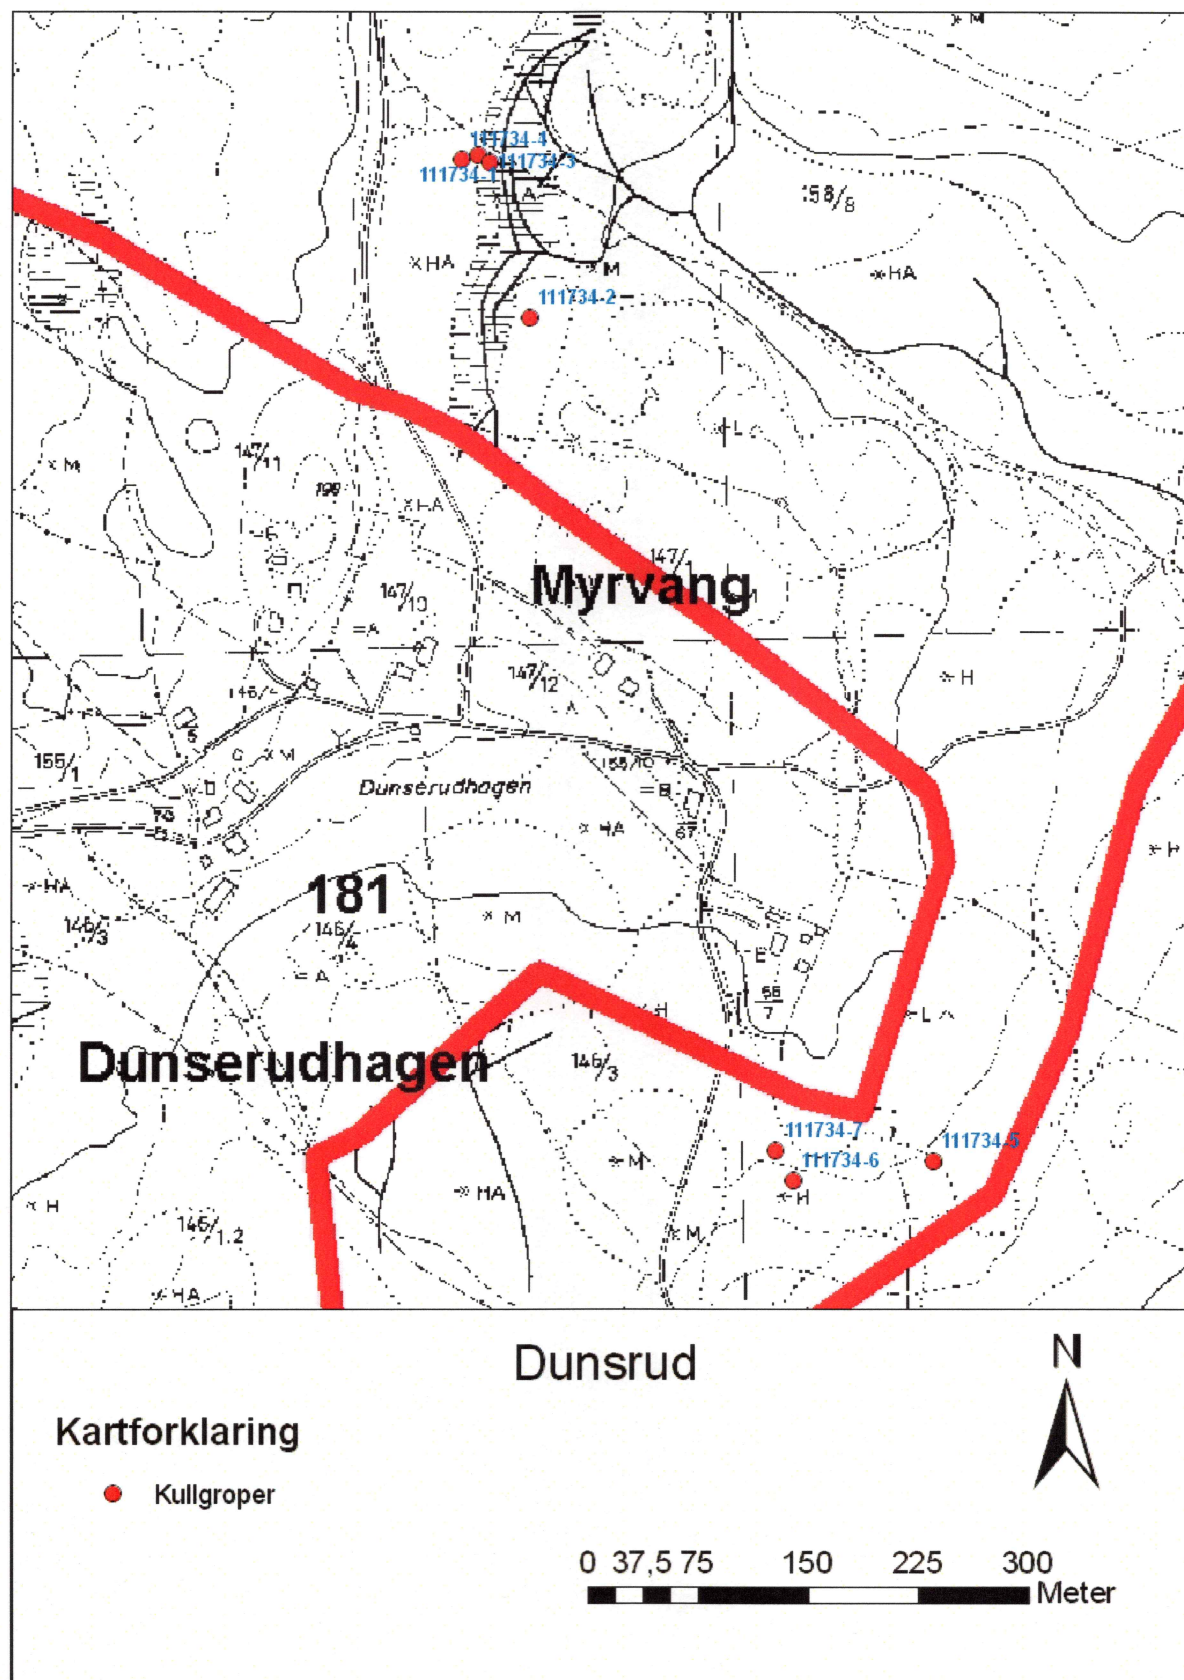 M
111734-4
111734-3
111734-1
A
158/8
HA
M
HA
111734-2
L A
147/11
M
199
HA
147/1
Myrvang
147/10
A
H
147/12
146/4
A
5
M
155/1
155/10
Dunserudhagen
B
HA
67
H
HA
181
M
146/3
146/4
A
E
66/7
H
L A
Dunserudhagen
146/3
111734-7
111734-5
111734-6
M
HA
H
H
M
146/1,2
HA
Dunsrud
N
Kartforklaring
Kullgroper
0 37,5 75 150 225 300
Meter